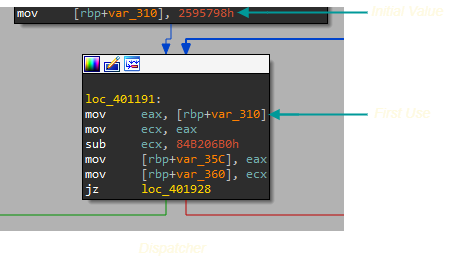 mov [rbp+var_310], 2595798h
Initial Value
loc_401191:
mov eax, [rbp+var_310]
First Use
mov ecx, eax
sub ecx, 84B206B0h
mov [rbp+var_35C], eax
mov [rbp+var_360], ecx
jz loc_401928
Dispatcher